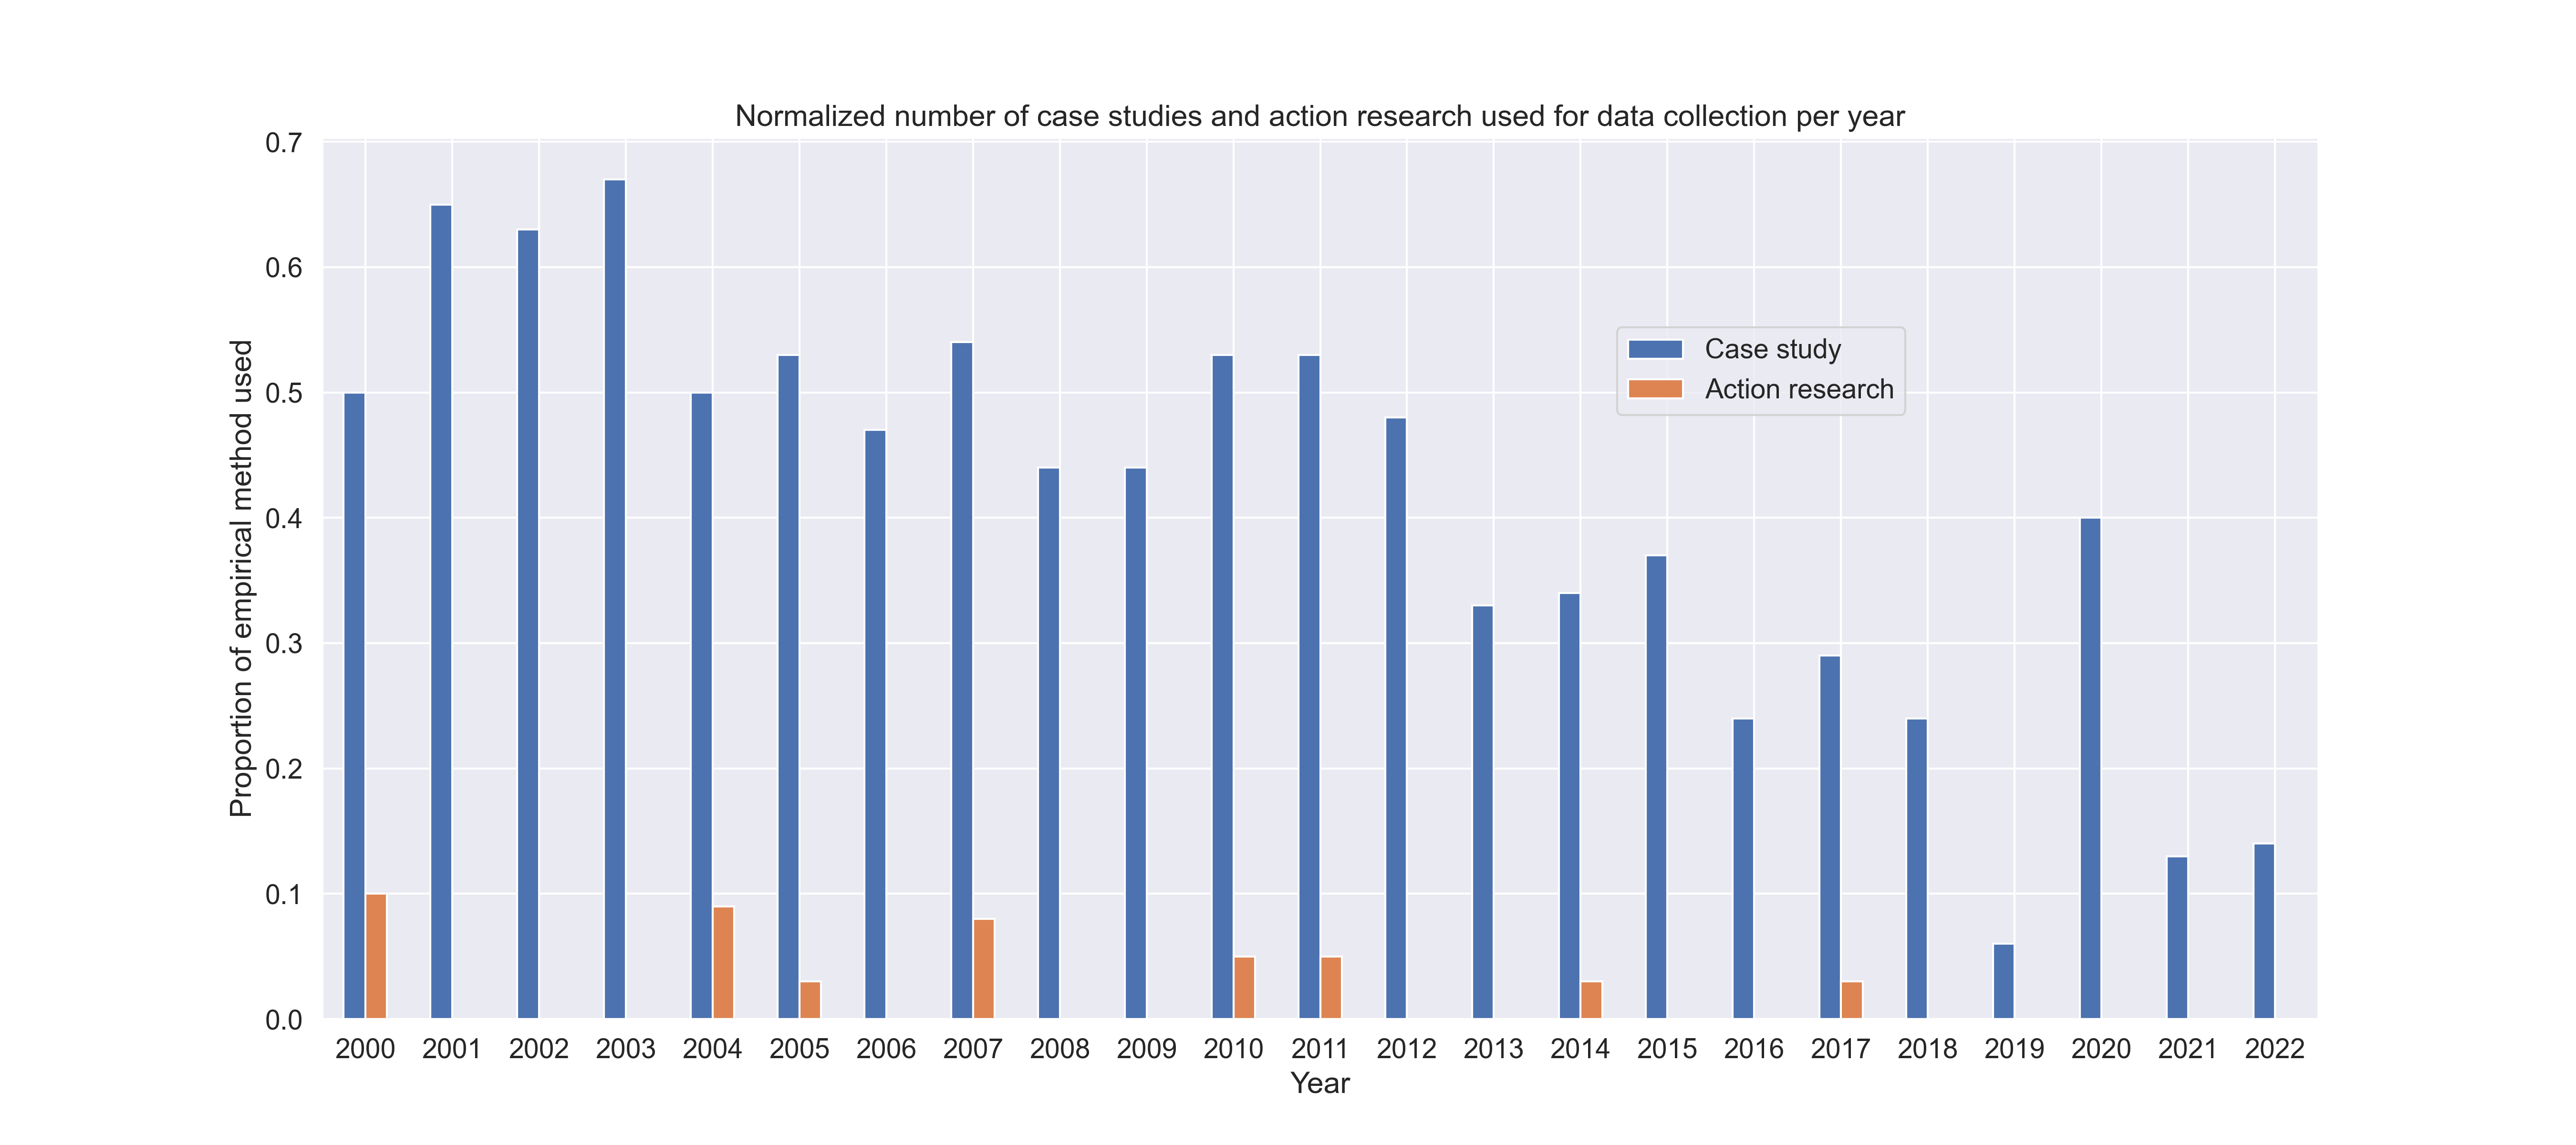 Normalized number of case studies and action research used for data collection per year
Proportion of empirical method used
0.7
0.6
0.5
0.4
0.3
0.2
0.1
0.0
Case study
Action research
2000 2001 2002 2003 2004 2005 2006 2007 2008 2009 2010 2011 2012 2013 2014 2015 2016 2017 2018 2019 2020 2021 2022
Year